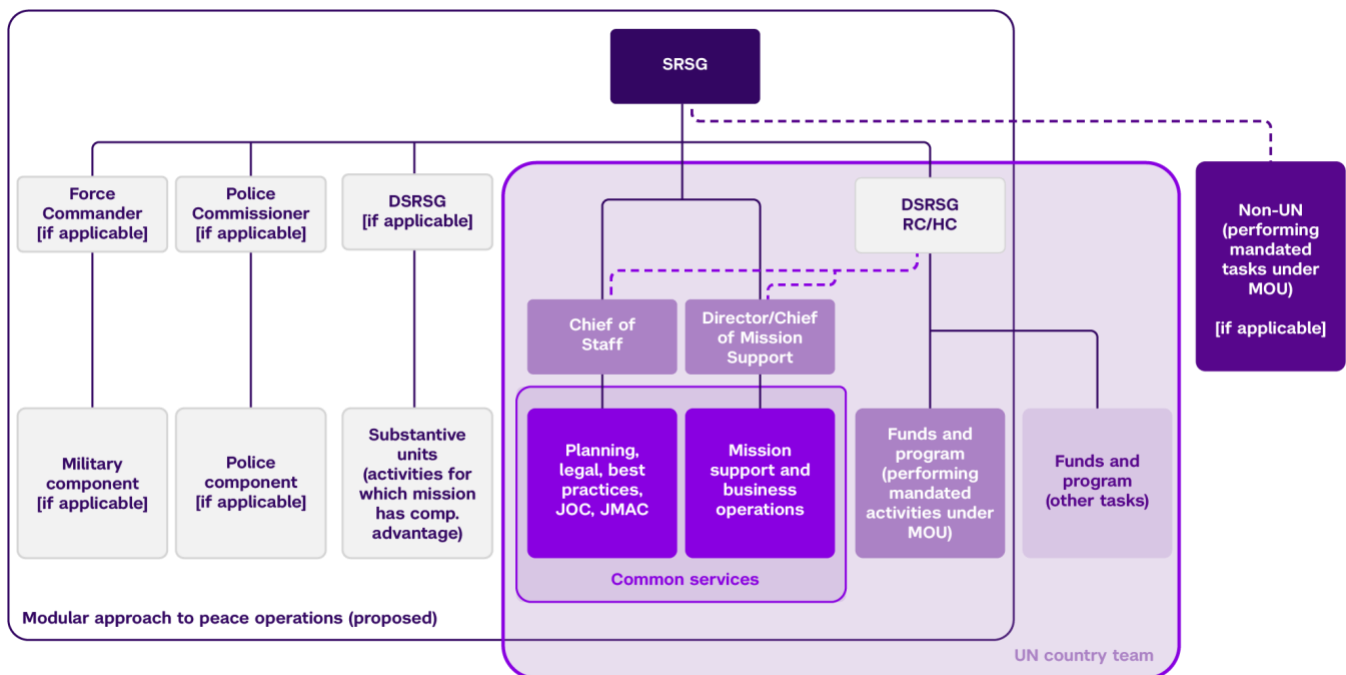 SRSG
Force
Commander
[if applicable]
Police
Commissioner
[if applicable]
DSRSG
[if applicable]
DSRSG
RC/HC
Non-UN
(performing
mandated
tasks under
MOU)
[if applicable]
Chief of
Staff
Director/Chief
of Mission
Support
Military
component
[if applicable]
Police
component
[if applicable]
Substantive
units
(activities for
which mission
has comp.
advantage)
Planning,
legal, best
practices,
JOC, JMAC
Mission
support and
business
operations
Funds and
program
(performing
mandated
activities under
MOU)
Funds and
program
(other tasks)
Common services
Modular approach to peace operations (proposed)
UN country team